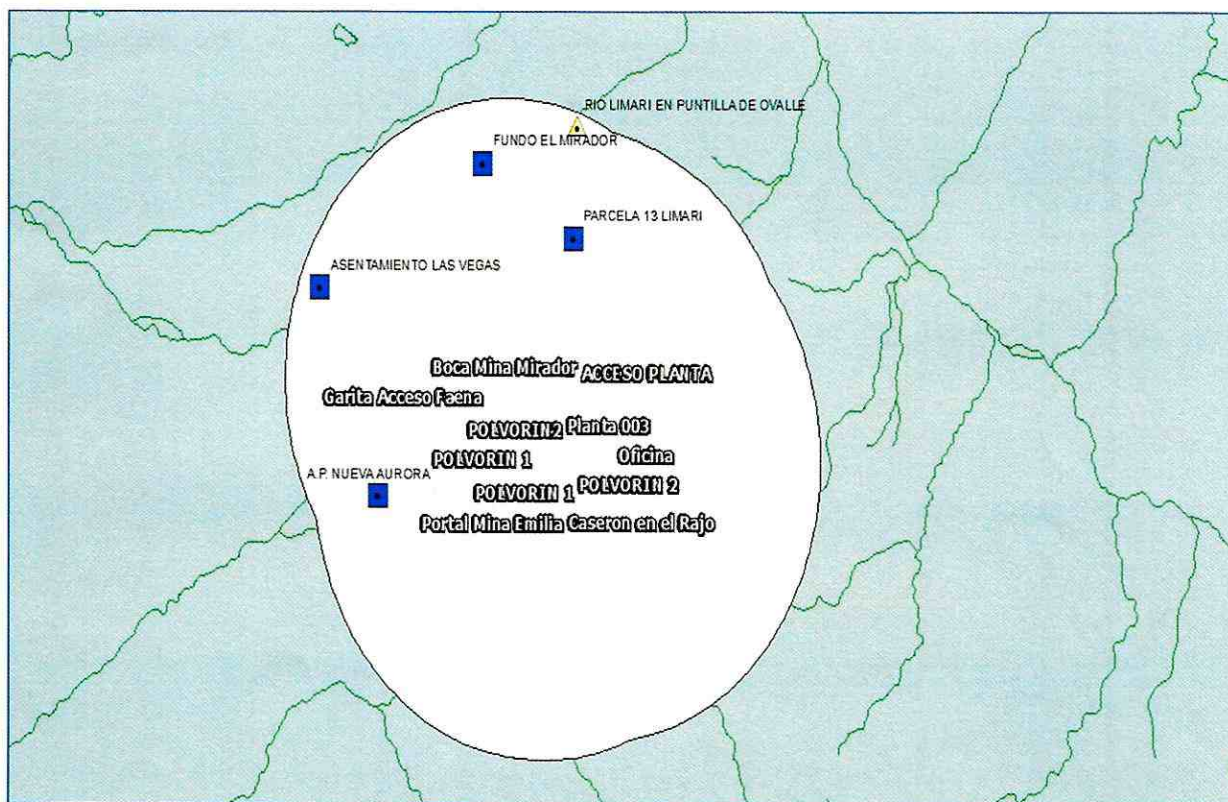 RIO LIMARI EN PUNTILLA DE OVALLE
FUNDO EL MIRADOR
PARCELA 13 LIMARI
ASENTAMIENTO LAS VEGAS
Boca Mina Mirador
ACCESO PLANTA
Garita Acceso Faena
POLVORIN 2
Planta 003
POLVORIN 1
Oficina
A.P. NUEVA AURORA
POLVORIN 1
POLVORIN 2
Portal Mina Emilia
Caseron en el Rajo